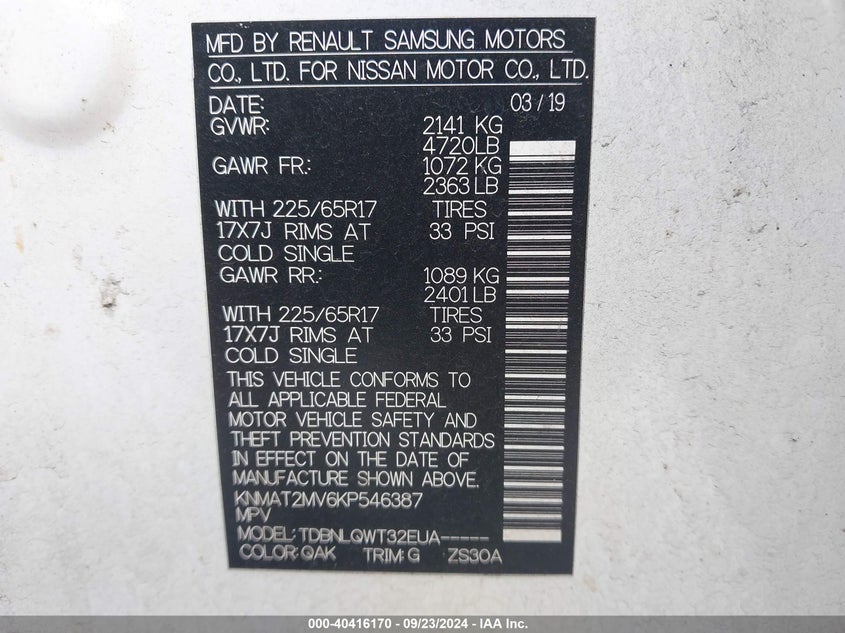 MFD BY RENAULT SAMSUNG MOTORS
CO., LTD. FOR NISSAN MOTOR CO., LTD.
DATE: 03/19
GVWR: 2141 KG
4720LB
GAWR FR.: 1072 KG
2363 LB
WITH 225/65R17 TIRES
17X7J RIMS AT 33 PSI
COLD SINGLE
GAWR RR.: 1089 KG
2401 LB
WITH 225/65R17 TIRES
17X7J RIMS AT 33 PSI
COLD SINGLE
THIS VEHICLE CONFORMS TO
ALL APPLICABLE FEDERAL
MOTOR VEHICLE SAFETY AND
THEFT PREVENTION STANDARDS
IN EFFECT ON THE DATE OF
MANUFACTURE SHOWN ABOVE.
KNMAT2MV6KP546387
MPV
MODEL: TDBNLQWT32EUA-----
COLOR: QAK TRIM: G ZS30A
000-40416170 - 09/23/2024 - IAA Inc.